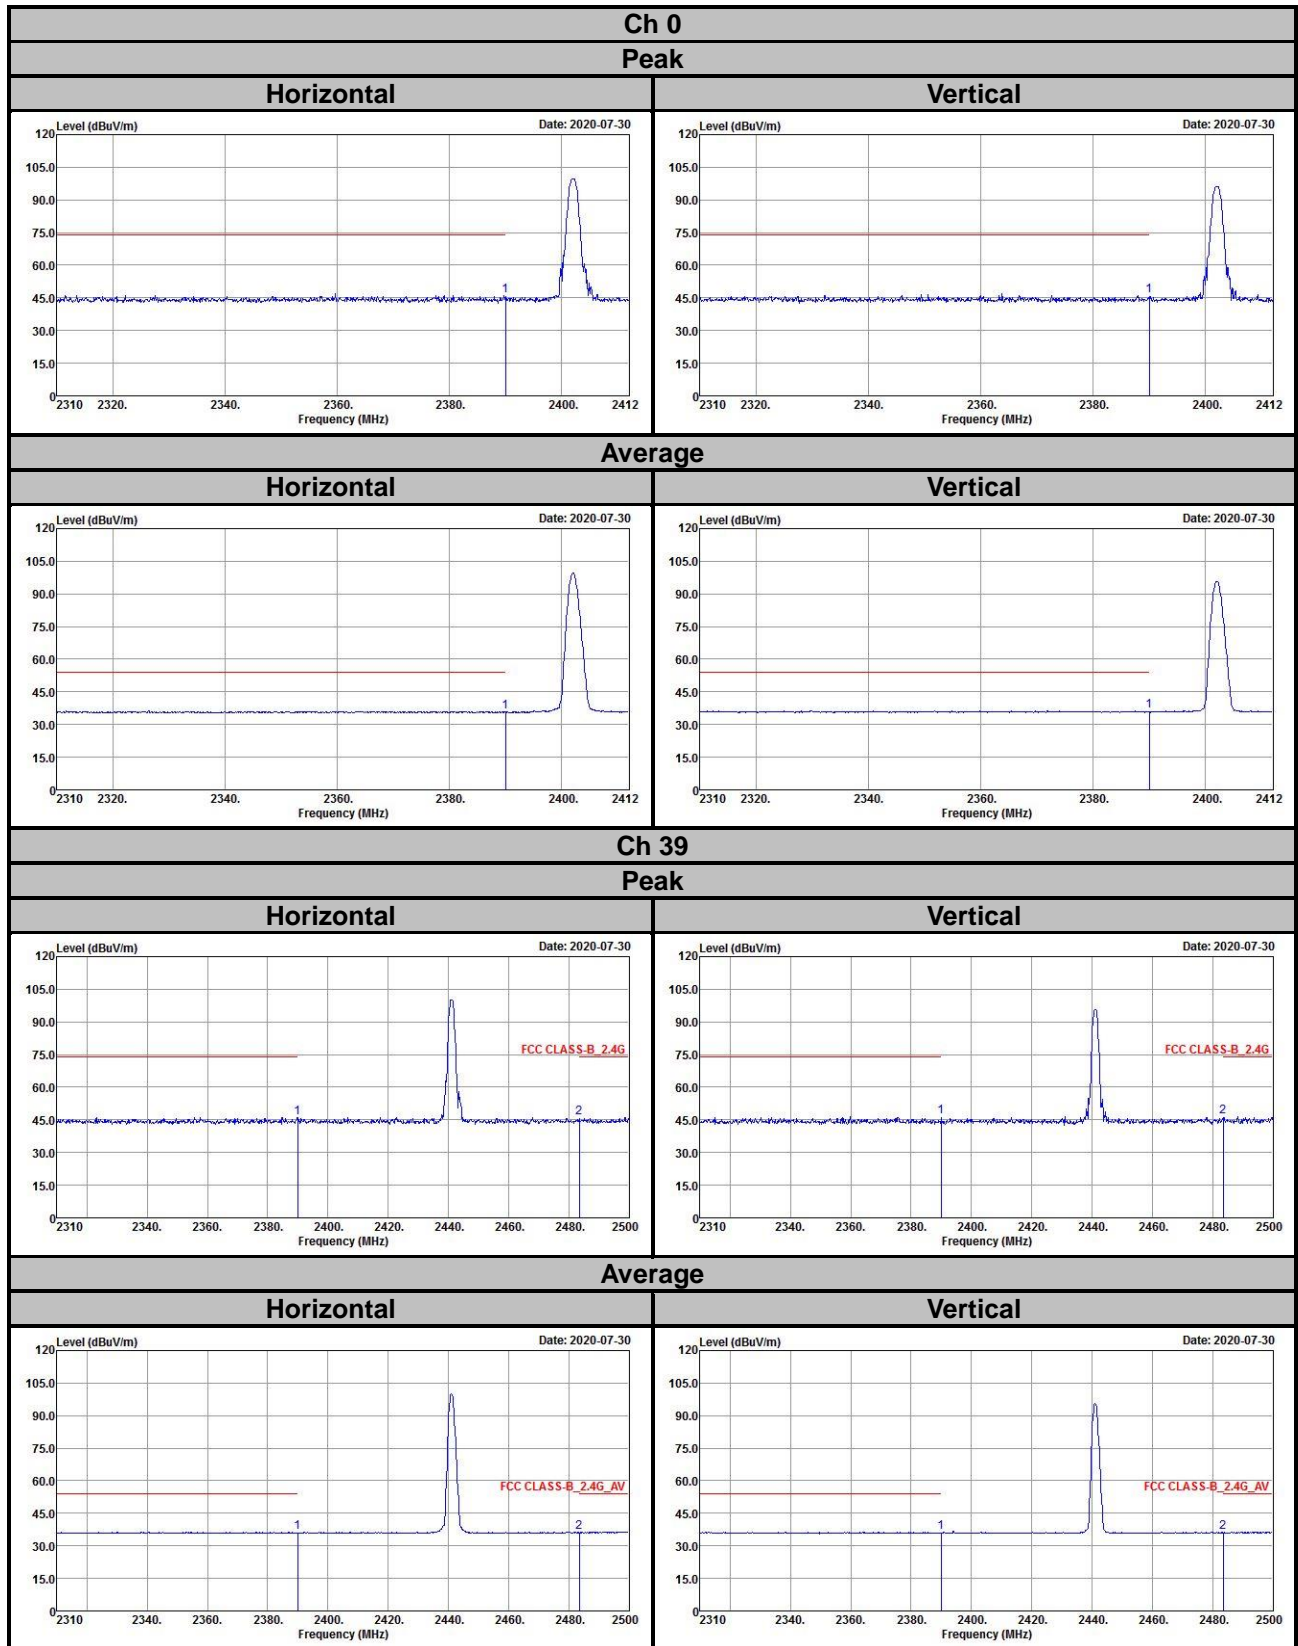 Ch 0
Peak
Horizontal Vertical
Level (dBuV/m) Date: 2020-07-30
120
105.0
90.0
75.0
60.0
45.0
30.0
15.0
0
1
2310 2320. 2340. 2360. 2380. 2400. 2412
Frequency (MHz)
Level (dBuV/m) Date: 2020-07-30
120
105.0
90.0
75.0
60.0
45.0
30.0
15.0
0
1
2310 2320. 2340. 2360. 2380. 2400. 2412
Frequency (MHz)
Average
Horizontal Vertical
Level (dBuV/m) Date: 2020-07-30
120
105.0
90.0
75.0
60.0
45.0
30.0
15.0
0
1
2310 2320. 2340. 2360. 2380. 2400. 2412
Frequency (MHz)
Level (dBuV/m) Date: 2020-07-30
120
105.0
90.0
75.0
60.0
45.0
30.0
15.0
0
1
2310 2320. 2340. 2360. 2380. 2400. 2412
Frequency (MHz)
Ch 39
Peak
Horizontal Vertical
Level (dBuV/m) Date: 2020-07-30
120
105.0
90.0
75.0
60.0
45.0
30.0
15.0
0
FCC CLASS-B_2.4G
1 2
2310 2340. 2360. 2380. 2400. 2420. 2440. 2460. 2480. 2500
Frequency (MHz)
Level (dBuV/m) Date: 2020-07-30
120
105.0
90.0
75.0
60.0
45.0
30.0
15.0
0
FCC CLASS-B_2.4G
1 2
2310 2340. 2360. 2380. 2400. 2420. 2440. 2460. 2480. 2500
Frequency (MHz)
Average
Horizontal Vertical
Level (dBuV/m) Date: 2020-07-30
120
105.0
90.0
75.0
60.0
45.0
30.0
15.0
0
FCC CLASS-B_2.4G_AV
1 2
2310 2340. 2360. 2380. 2400. 2420. 2440. 2460. 2480. 2500
Frequency (MHz)
Level (dBuV/m) Date: 2020-07-30
120
105.0
90.0
75.0
60.0
45.0
30.0
15.0
0
FCC CLASS-B_2.4G_AV
1 2
2310 2340. 2360. 2380. 2400. 2420. 2440. 2460. 2480. 2500
Frequency (MHz)